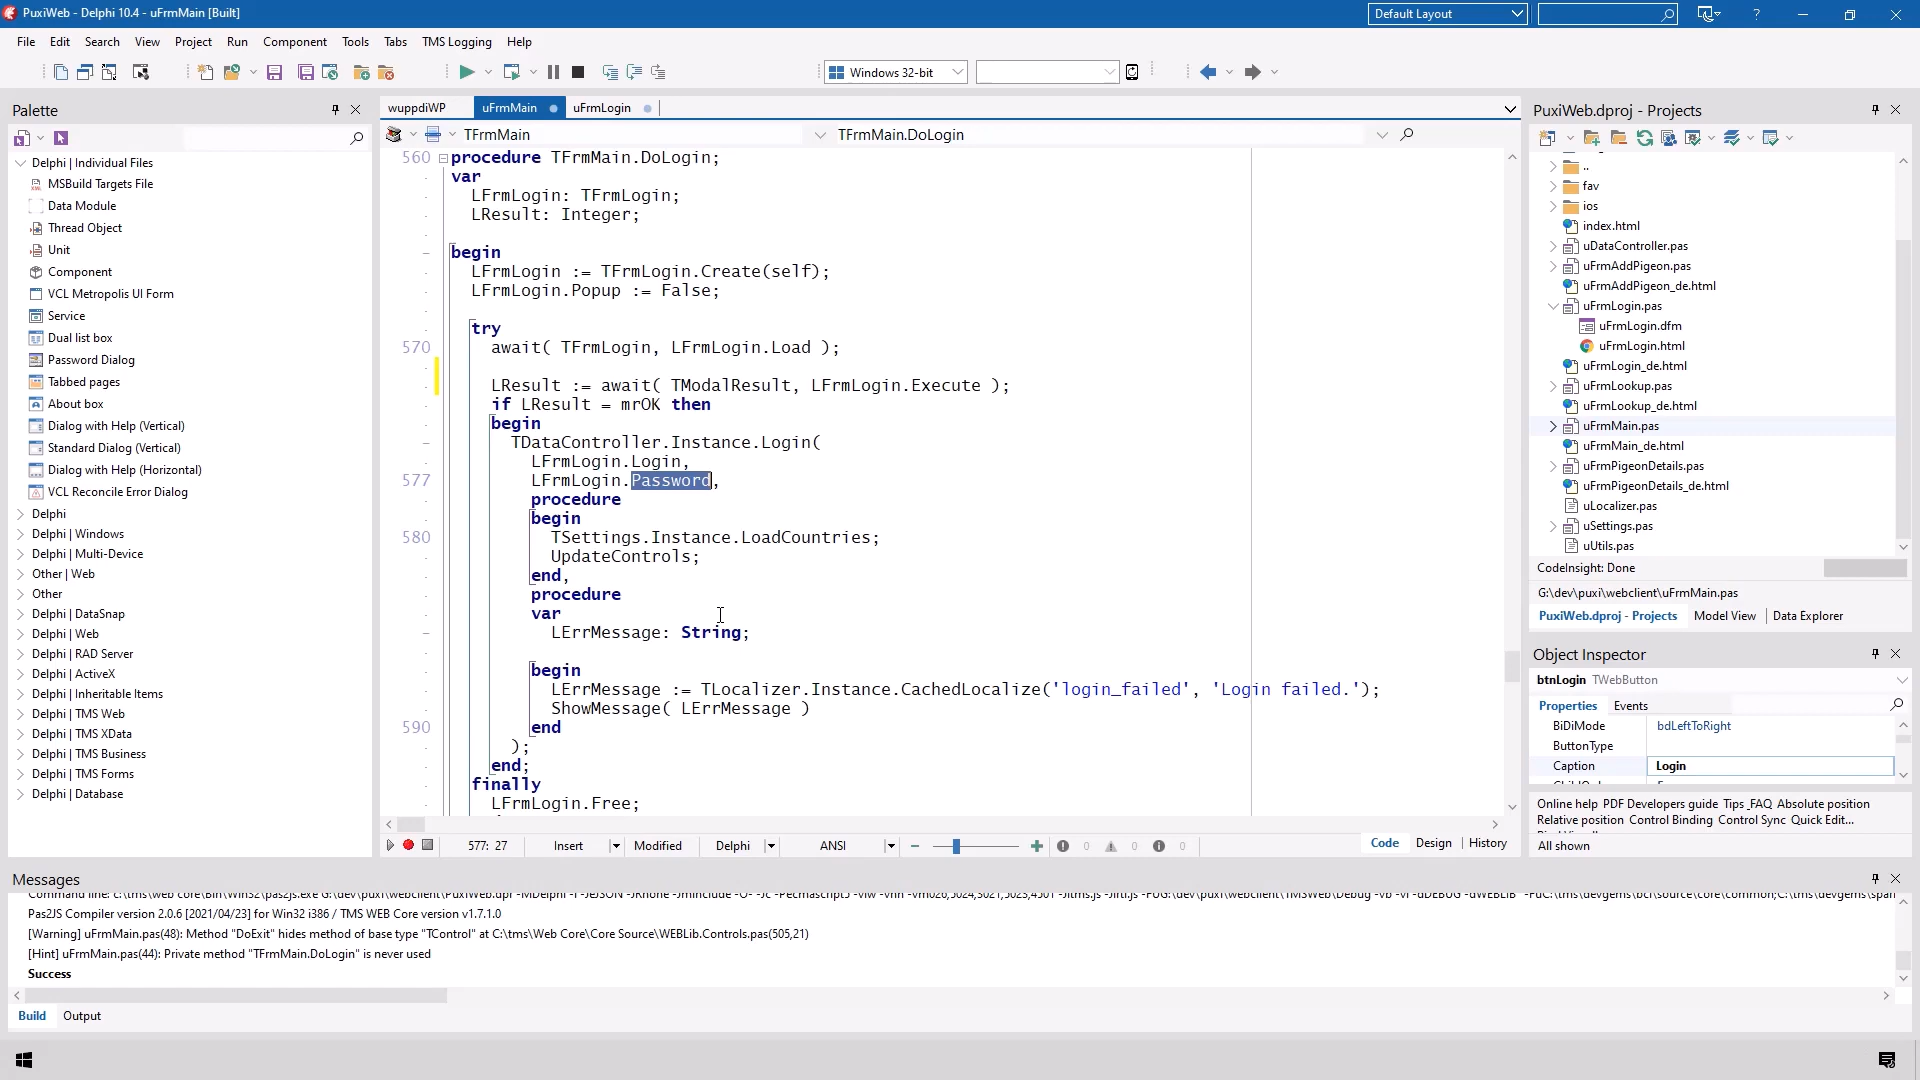 PuxiWeb - Delphi 10.4 - uFrmMain [Built]
Default Layout
File Edit Search View Project Run Component Tools Tabs TMS Logging Help
Windows 32-bit
Palette
Delphi | Individual Files
MSBuild Targets File
Data Module
Thread Object
Unit
Component
VCL Metropolis UI Form
Service
Dual list box
Password Dialog
Tabbed pages
About box
Dialog with Help (Vertical)
Standard Dialog (Vertical)
Dialog with Help (Horizontal)
VCL Reconcile Error Dialog
Delphi
Delphi | Windows
Delphi | Multi-Device
Other | Web
Other
Delphi | DataSnap
Delphi | Web
Delphi | RAD Server
Delphi | ActiveX
Delphi | Inheritable Items
Delphi | TMS Web
Delphi | TMS XData
Delphi | TMS Business
Delphi | TMS Forms
Delphi | Database
wuppdiWP uFrmMain uFrmLogin
TFrmMain TFrmMain.DoLogin
560 procedure TFrmMain.DoLogin;
var
LFrmLogin: TFrmLogin;
LResult: Integer;
begin
LFrmLogin := TFrmLogin.Create(self);
LFrmLogin.Popup := False;
try
570 await( TFrmLogin, LFrmLogin.Load );
LResult := await( TModalResult, LFrmLogin.Execute );
if LResult = mrOK then
begin
TDataController.Instance.Login(
LFrmLogin.Login,
577 LFrmLogin.Password,
procedure
begin
580 TSettings.Instance.LoadCountries;
UpdateControls;
end,
procedure
var
LErrMessage: String;
begin
LErrMessage := TLocalizer.Instance.CachedLocalize('login_failed', 'Login failed.');
ShowMessage( LErrMessage )
590 end
);
end;
finally
LFrmLogin.Free;
577: 27 Insert Modified Delphi ANSI 0 0 0
Code Design History
PuxiWeb.dproj - Projects
..
fav
ios
index.html
uDataController.pas
uFrmAddPigeon.pas
uFrmAddPigeon_de.html
uFrmLogin.pas
uFrmLogin.dfm
uFrmLogin.html
uFrmLogin_de.html
uFrmLookup.pas
uFrmLookup_de.html
uFrmMain.pas
uFrmMain_de.html
uFrmPigeonDetails.pas
uFrmPigeonDetails_de.html
uLocalizer.pas
uSettings.pas
uUtils.pas
CodeInsight: Done
G:\dev\puxi\webclient\uFrmMain.pas
PuxiWeb.dproj - Projects Model View Data Explorer
Object Inspector
btnLogin TWebButton
Properties Events
BiDiMode bdLeftToRight
ButtonType
Caption Login
Online help PDF Developers guide Tips FAQ Absolute position
Relative position Control Binding Control Sync Quick Edit...
All shown
Messages
Pas2JS Compiler version 2.0.6 [2021/04/23] for Win32 i386 / TMS WEB Core version v1.7.1.0
[Warning] uFrmMain.pas(48): Method "DoExit" hides method of base type "TControl" at C:\tms\Web Core\Core Source\WEBLib.Controls.pas(505,21)
[Hint] uFrmMain.pas(44): Private method "TFrmMain.DoLogin" is never used
Success
Build Output